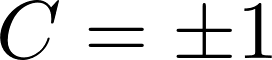 C = ±1